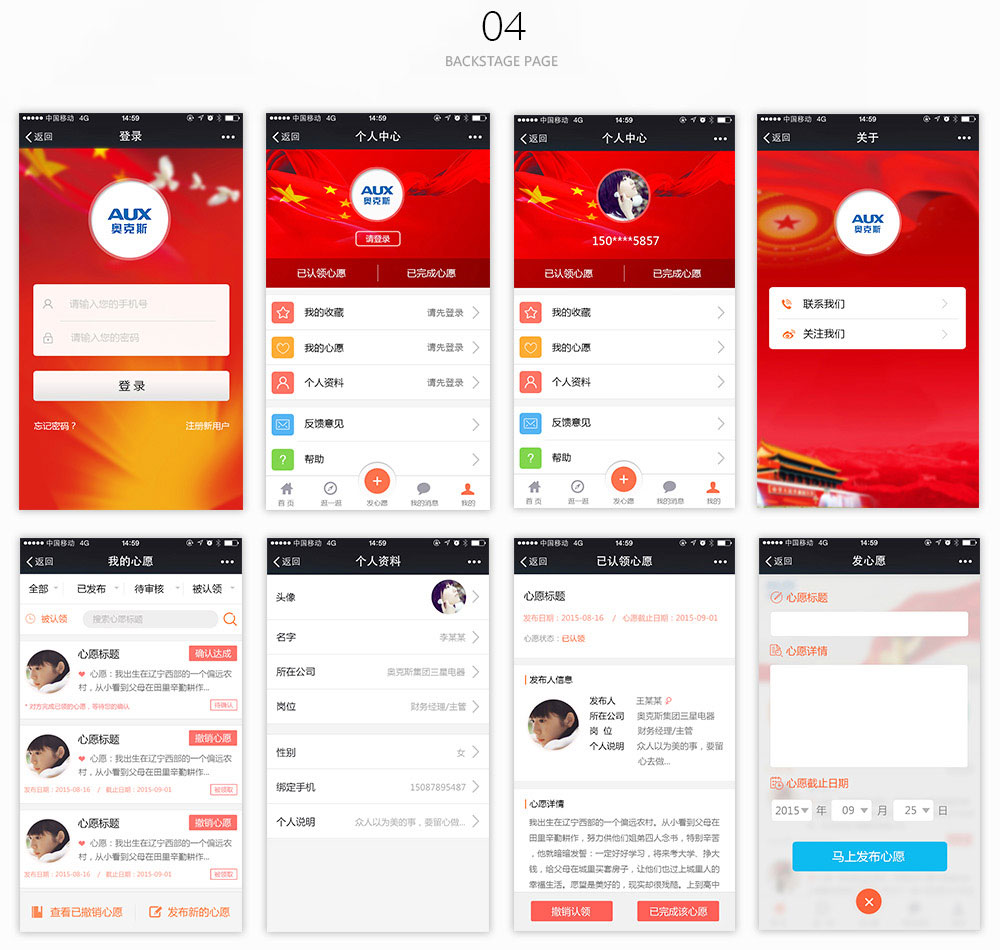 04
BACKSTAGE PAGE
中国移动 4G 14:59
返回 登录
AUX
奥克斯
请输入您的手机号
请输入您的密码
登 录
忘记密码？ 注册新用户
中国移动 4G 14:59
返回 个人中心
AUX
奥克斯
请登录
已认领心愿 已完成心愿
我的收藏 请先登录
我的心愿 请先登录
个人资料 请先登录
反馈意见
? 帮助
首 页 逛一逛 发心愿 我的消息 我的
中国移动 4G 14:59
返回 个人中心
150****5857
已认领心愿 已完成心愿
我的收藏
我的心愿
个人资料
反馈意见
? 帮助
首 页 逛一逛 发心愿 我的消息 我的
中国移动 4G 14:59
返回 关于
AUX
奥克斯
联系我们
关注我们
中国移动 4G 14:59
返回 我的心愿
全部 已发布 待审核 被认领
被认领 搜索心愿标题
心愿标题 确认达成
心愿：我出生在辽宁西部的一个偏远农
村，从小看到父母在田里辛勤耕作...
* 对方完成已领的心愿，等待您的确认 待确认
心愿标题 撤销心愿
心愿：我出生在辽宁西部的一个偏远农
村，从小看到父母在田里辛勤耕作...
发布日期：2015-08-16 / 截止日期：2015-09-01 被领取
心愿标题 撤销心愿
心愿：我出生在辽宁西部的一个偏远农
村，从小看到父母在田里辛勤耕作...
发布日期：2015-08-16 / 截止日期：2015-09-01 被领取
查看已撤销心愿 发布新的心愿
中国移动 4G 14:59
返回 个人资料
头像
名字 李某某
所在公司 奥克斯集团三星电器
岗位 财务经理/主管
性别 女
绑定手机 15087895487
个人说明 众人以为美的事，要留心做...
中国移动 4G 14:59
返回 已认领心愿
心愿标题
发布日期：2015-08-16 / 心愿截止日期：2015-09-01
心愿状态：已认领
发布人信息
发布人 王某某
所在公司 奥克斯集团三星电器
岗 位 财务经理/主管
个人说明 众人以为美的事，要留
心去做...
心愿详情
我出生在辽宁西部的一个偏远农村。从小看到父母在
田里辛勤耕作，努力供他们姐弟四人念书，特别辛苦
，他就暗暗发誓：一定好好学习，将来考大学、挣大
钱，给父母在城里买套房子，让他们也过上城里人的
幸福生活。愿望是美好的，现实却很残酷。上到高中
撤销认领 已完成该心愿
中国移动 4G 14:59
返回 发心愿
心愿标题
心愿详情
心愿截止日期
2015 年 09 月 25 日
马上发布心愿